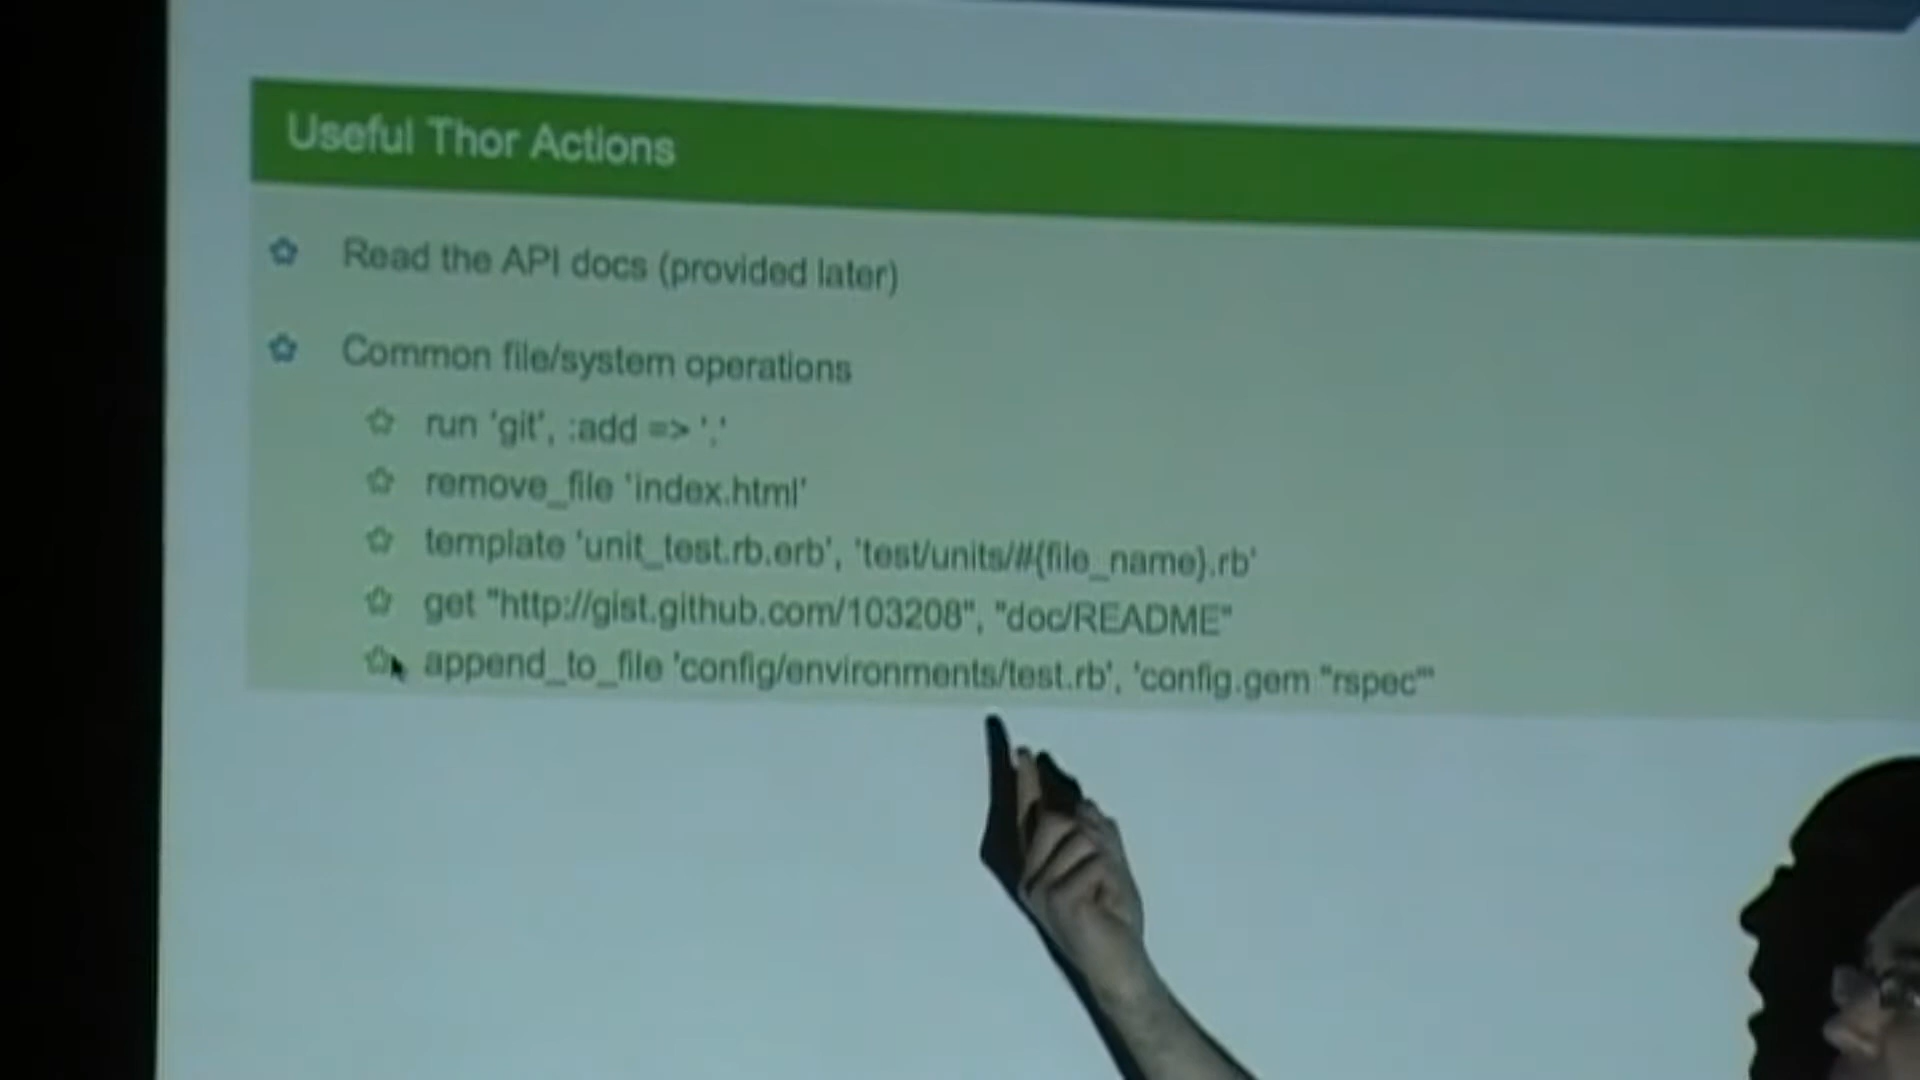 Useful Thor Actions
Read the API docs (provided later)
Common file/system operations
run 'git', :add => '.'
remove_file 'index.html'
template 'unit_test.rb.erb', 'test/units/#{file_name}.rb'
get "http://gist.github.com/103208", "doc/README"
append_to_file 'config/environments/test.rb', 'config.gem "rspec"'